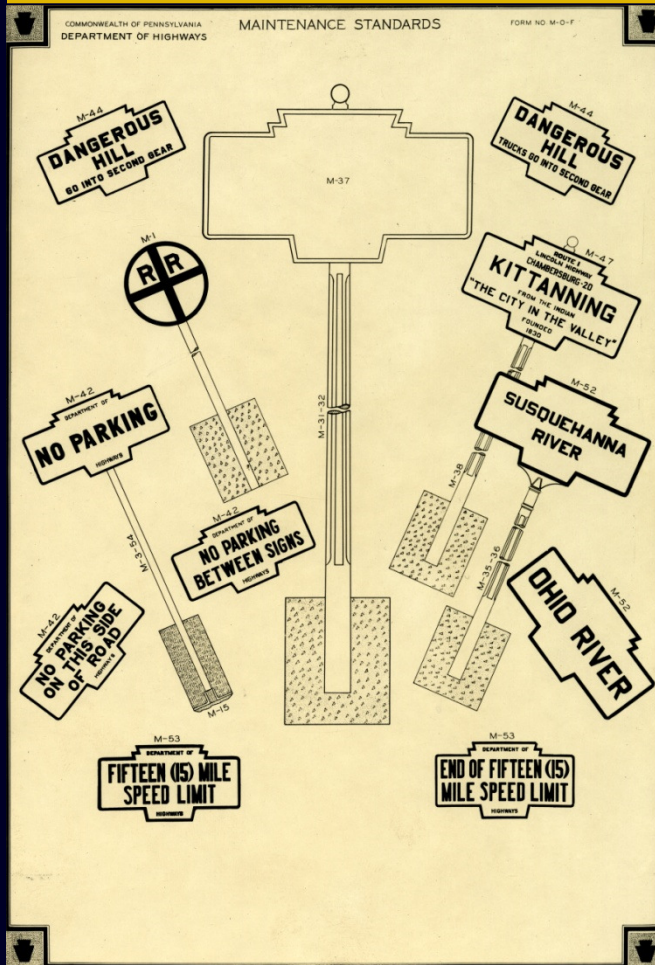 COMMONWEALTH OF PENNSYLVANIA
DEPARTMENT OF HIGHWAYS
MAINTENANCE STANDARDS
FORM NO. M-O-F
M-44
DANGEROUS
HILL
GO INTO SECOND GEAR
M-37
M-44
DANGEROUS
HILL
TRUCKS GO INTO SECOND GEAR
M-1
R R
M-47
ROUTE 1
LINCOLN HIGHWAY
CHAMBERSBURG-20
KITTANNING
FROM THE INDIAN
"THE CITY IN THE VALLEY"
FOUNDED
1830
M-42
DEPARTMENT OF
NO PARKING
HIGHWAYS
M-31-32
M-52
SUSQUEHANNA
RIVER
M-38
M-42
DEPARTMENT OF
NO PARKING
BETWEEN SIGNS
HIGHWAYS
M-3-54
M-35-36
M-52
OHIO RIVER
M-42
DEPARTMENT OF
NO PARKING
ON THIS SIDE
OF ROAD
HIGHWAYS
M-15
M-53
DEPARTMENT OF
FIFTEEN (15) MILE
SPEED LIMIT
HIGHWAYS
M-53
DEPARTMENT OF
END OF FIFTEEN (15)
MILE SPEED LIMIT
HIGHWAYS